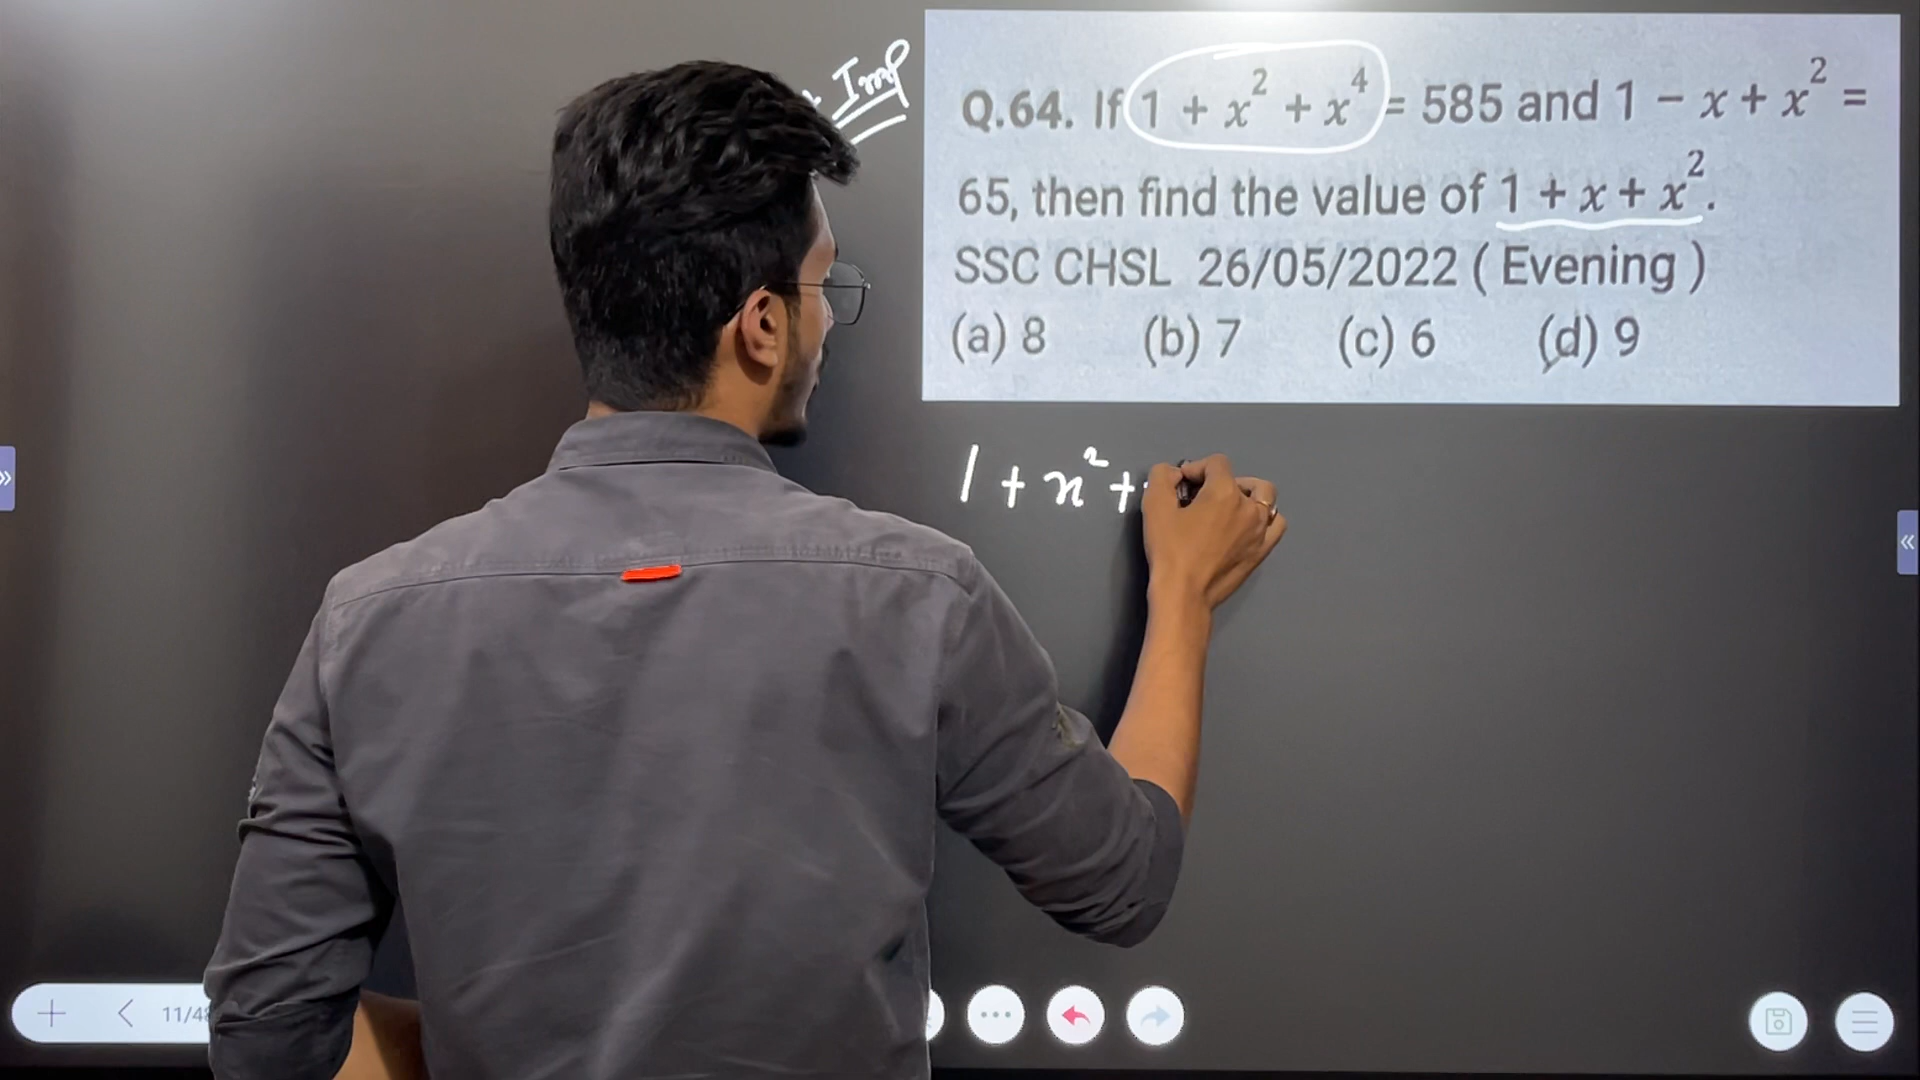 Imp
Q.64. If 1 + x² + x⁴ = 585 and 1 − x + x² =
65, then find the value of 1 + x + x².
SSC CHSL 26/05/2022 ( Evening )
(a) 8 (b) 7 (c) 6 (d) 9
1 + x² +
11/48